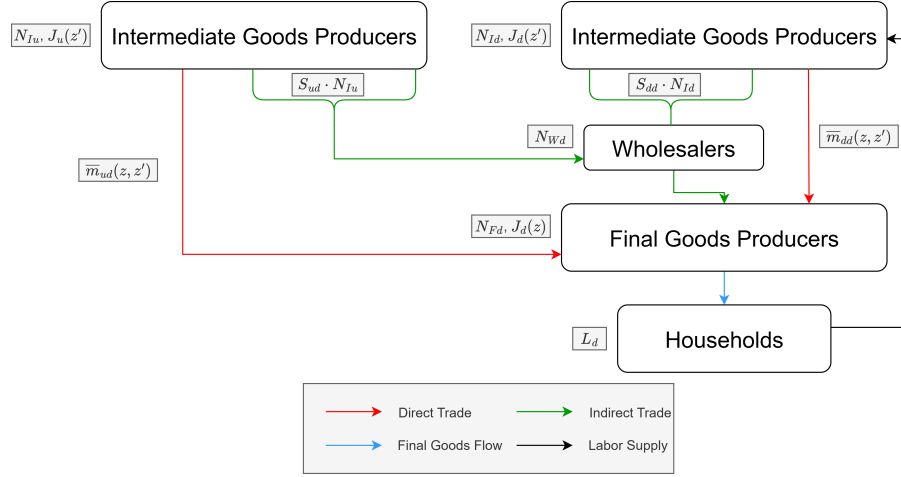 $N_{Iu}, J_u(z')$
Intermediate Goods Producers
$N_{Id}, J_d(z')$
Intermediate Goods Producers
$S_{ud} \cdot N_{Iu}$
$S_{dd} \cdot N_{Id}$
$N_{Wd}$
Wholesalers
$\overline{m}_{dd}(z, z')$
$\overline{m}_{ud}(z, z')$
$N_{Fd}, J_d(z)$
Final Goods Producers
$L_d$
Households
Direct Trade
Indirect Trade
Final Goods Flow
Labor Supply